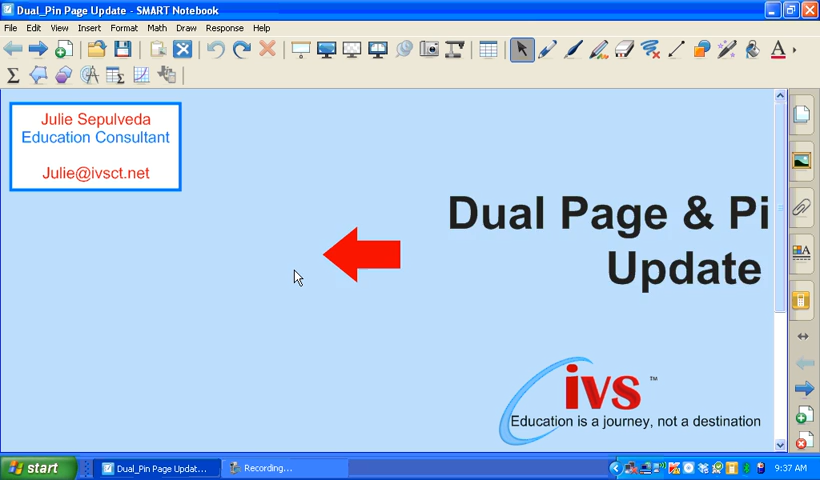 Dual_Pin Page Update - SMART Notebook
File Edit View Insert Format Math Draw Response Help
Julie Sepulveda
Education Consultant
Julie@ivsct.net
Dual Page & Pi
Update
ivs™
Education is a journey, not a destination
start
Dual_Pin Page Updat...
Recording...
9:37 AM